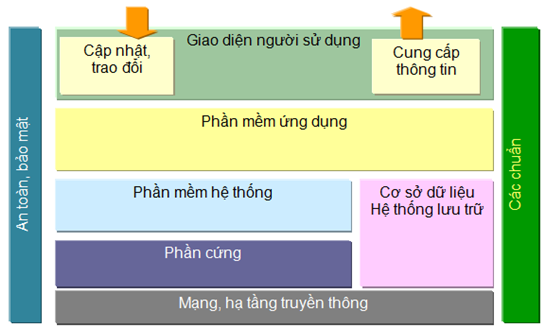 Giao diện người sử dụng
Cập nhật,
trao đổi
Cung cấp
thông tin
Phần mềm ứng dụng
Phần mềm hệ thống
Cơ sở dữ liệu
Hệ thống lưu trữ
Phần cứng
Mạng, hạ tầng truyền thông
An toàn, bảo mật
Các chuẩn